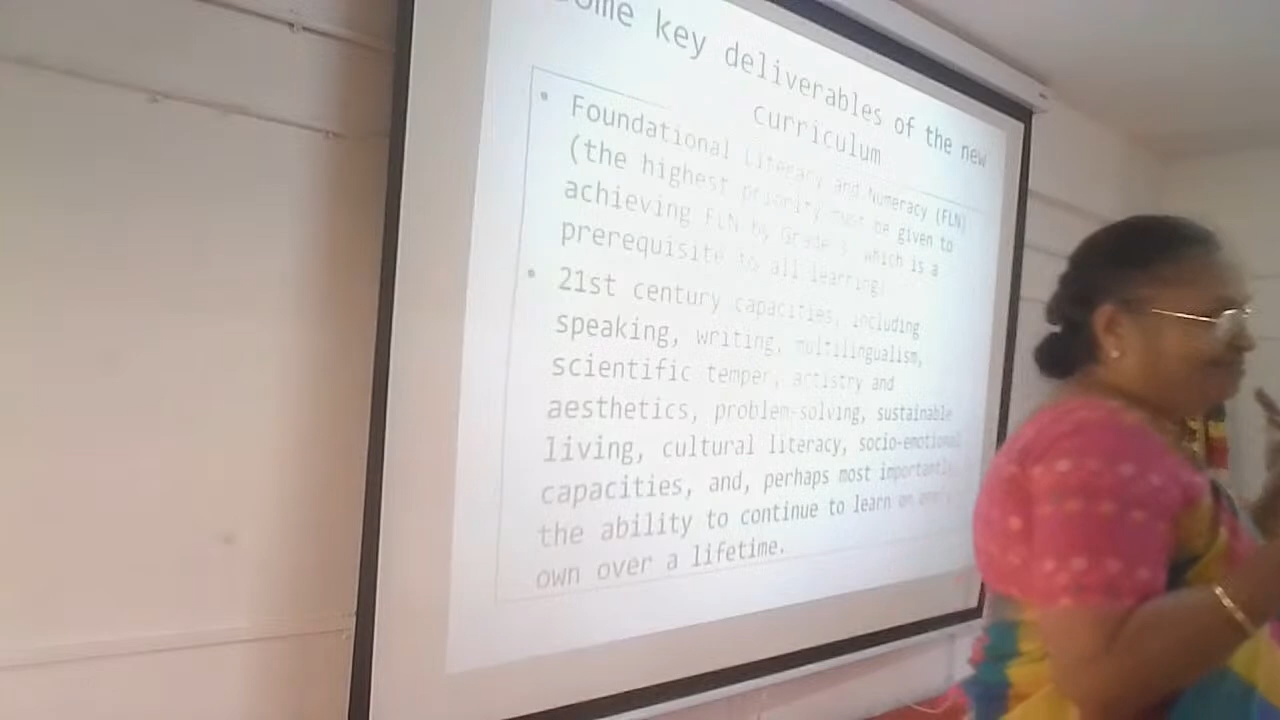 Some key deliverables of the new
curriculum
• Foundational Literacy and Numeracy (FLN)
(the highest priority must be given to
achieving FLN by Grade 3, which is a
prerequisite to all learning)
• 21st century capacities, including
speaking, writing, multilingualism,
scientific temper, artistry and
aesthetics, problem-solving, sustainable
living, cultural literacy, socio-emotional
capacities, and, perhaps most importantly,
the ability to continue to learn on one's
own over a lifetime.